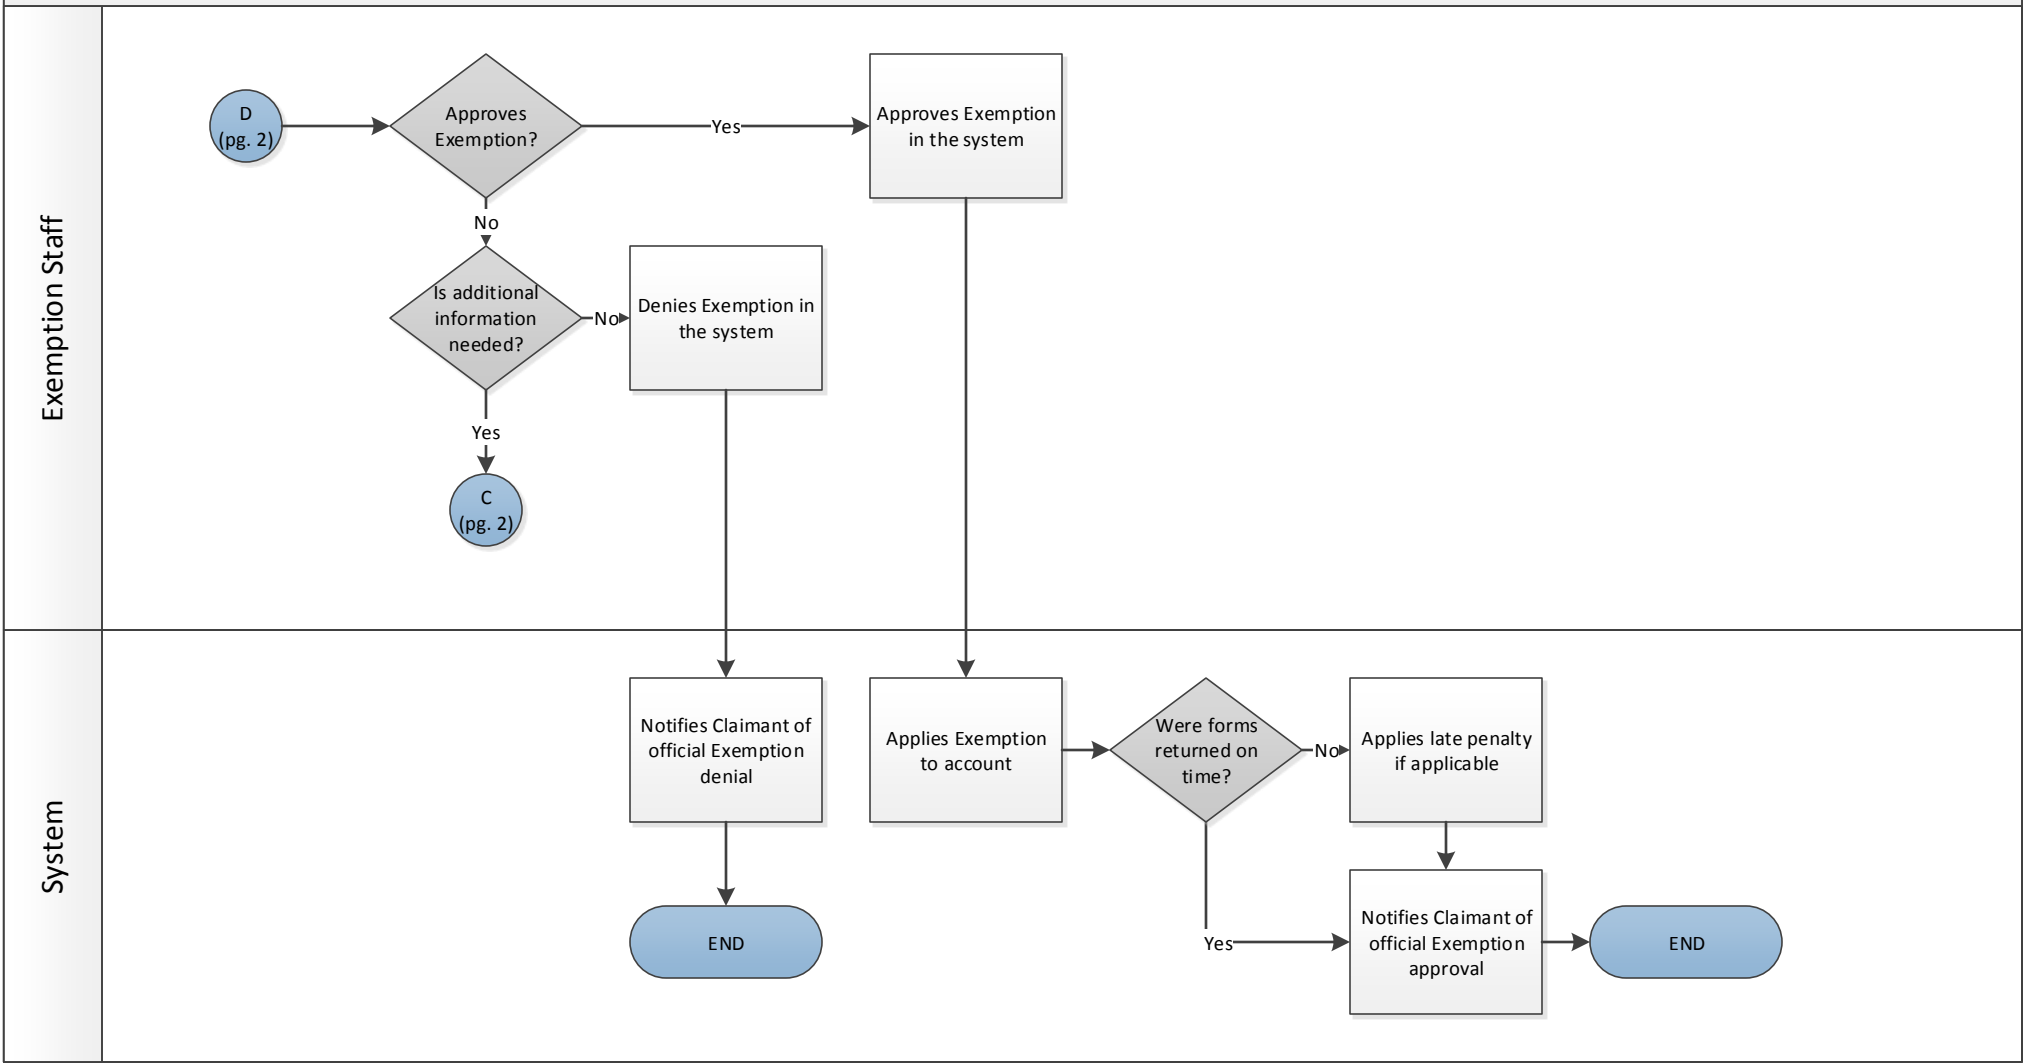 Exemption Staff
D
(pg. 2)
Approves
Exemption?
Yes
Approves Exemption
in the system
No
Is additional
information
needed?
No
Denies Exemption in
the system
Yes
C
(pg. 2)
System
Notifies Claimant of
official Exemption
denial
Applies Exemption
to account
Were forms
returned on
time?
No
Applies late penalty
if applicable
END
Yes
Notifies Claimant of
official Exemption
approval
END